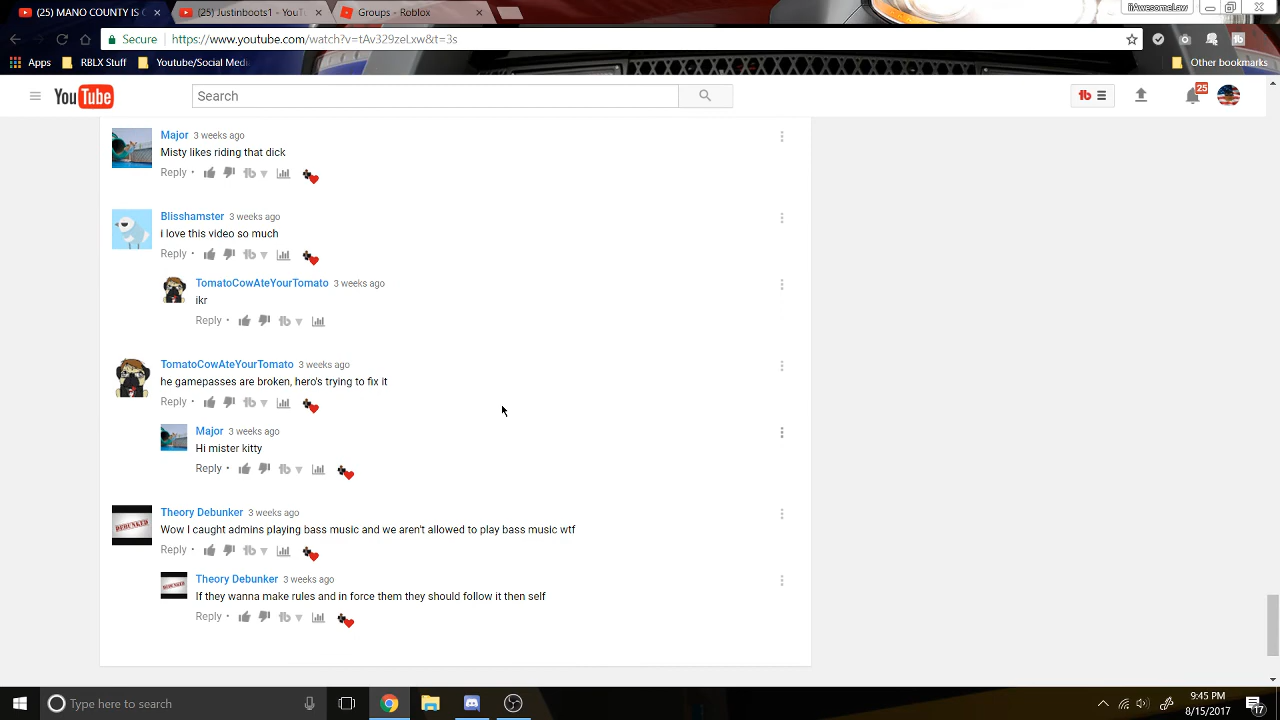 (25) MANO COUNTY IS
(25) Justinboots1 - YouT
Groups - Roblox
iiAwesomeLaw
Secure
https://www.youtube.com/watch?v=tAv329zeLxw&t=3s
Apps
RBLX Stuff
Youtube/Social Medi
Other bookmarks
YouTube
Search
25
Major 3 weeks ago
Misty likes riding that dick
Reply •
Blisshamster 3 weeks ago
i love this video so much
Reply •
TomatoCowAteYourTomato 3 weeks ago
ikr
Reply •
TomatoCowAteYourTomato 3 weeks ago
he gamepasses are broken, hero's trying to fix it
Reply •
Major 3 weeks ago
Hi mister kitty
Reply •
DEBUNKED
Theory Debunker 3 weeks ago
Wow I caught admins playing bass music and we aren't allowed to play bass music wtf
Reply •
DEBUNKED
Theory Debunker 3 weeks ago
If they wanna make rules and in force them they should follow it then self
Reply •
Type here to search
9:45 PM
8/15/2017
7